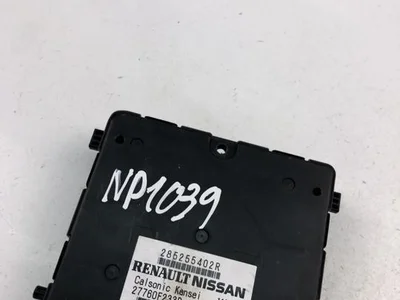 NP1039
285255402R
RENAULT NISSAN
Calsonic Kansei